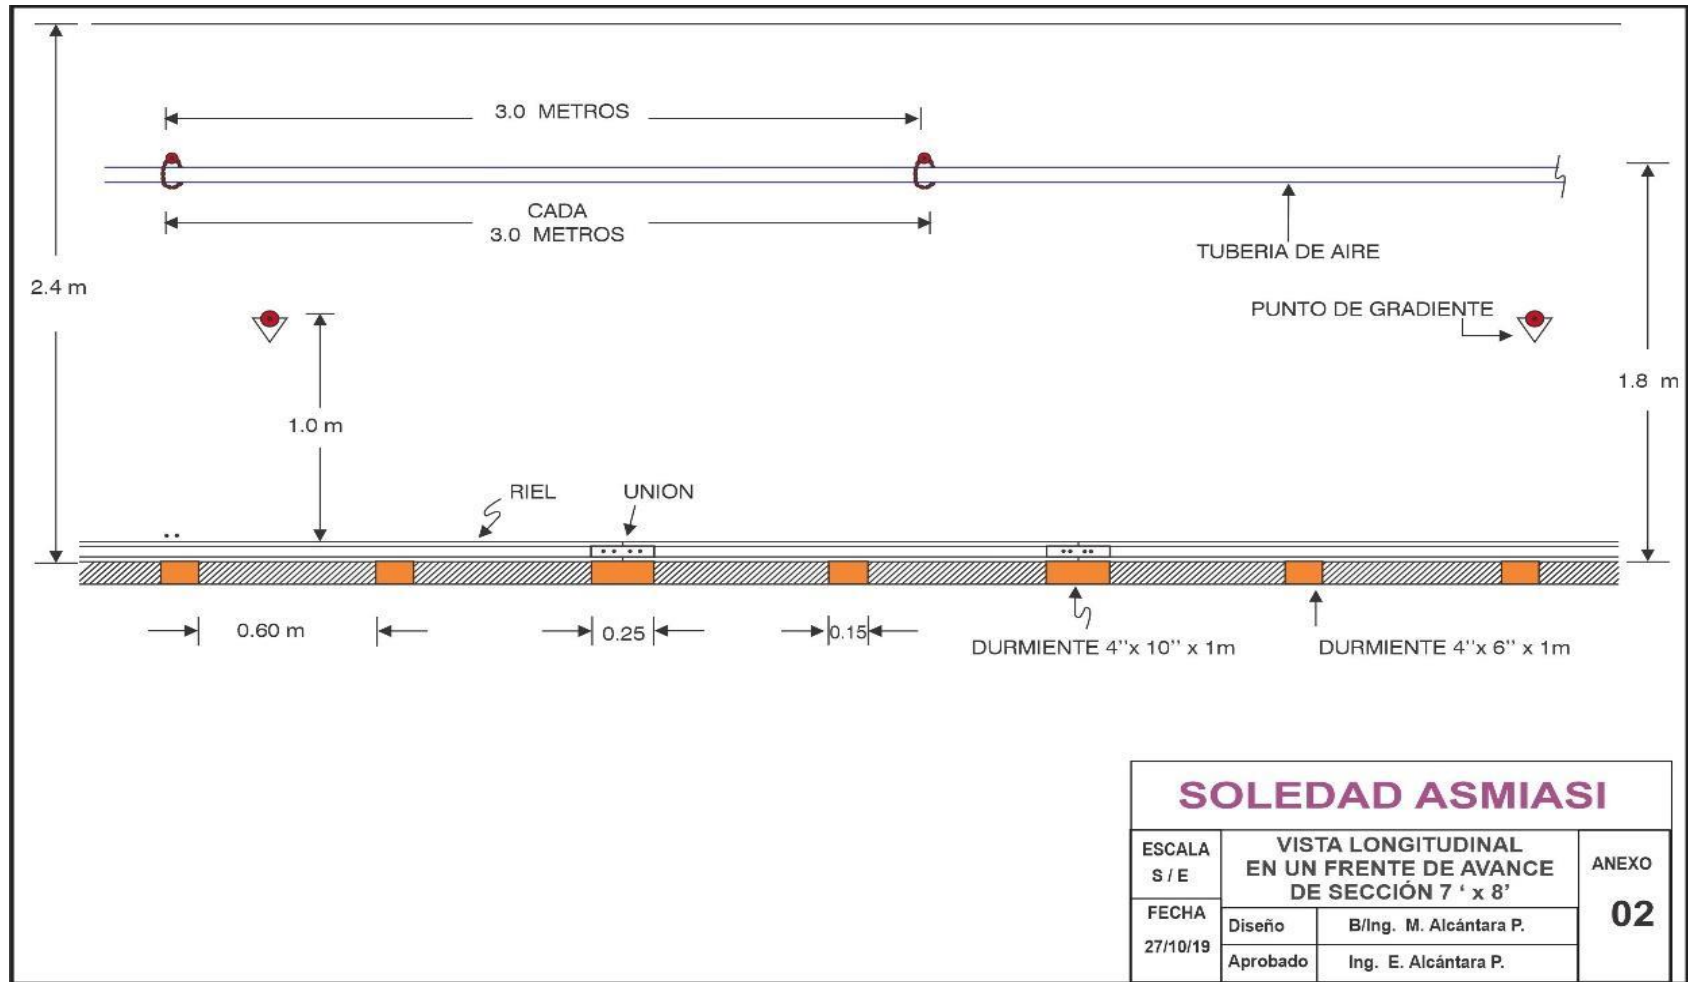 3.0 METROS
CADA
3.0 METROS
TUBERIA DE AIRE
2.4 m
PUNTO DE GRADIENTE
1.8 m
1.0 m
RIEL
UNION
0.60 m
0.25
0.15
DURMIENTE 4''x 10'' x 1m
DURMIENTE 4''x 6'' x 1m
SOLEDAD ASMIASI
ESCALA
S / E
VISTA LONGITUDINAL
EN UN FRENTE DE AVANCE
DE SECCIÓN 7 ' x 8'
ANEXO
02
FECHA
27/10/19
Diseño
B/Ing. M. Alcántara P.
Aprobado
Ing. E. Alcántara P.